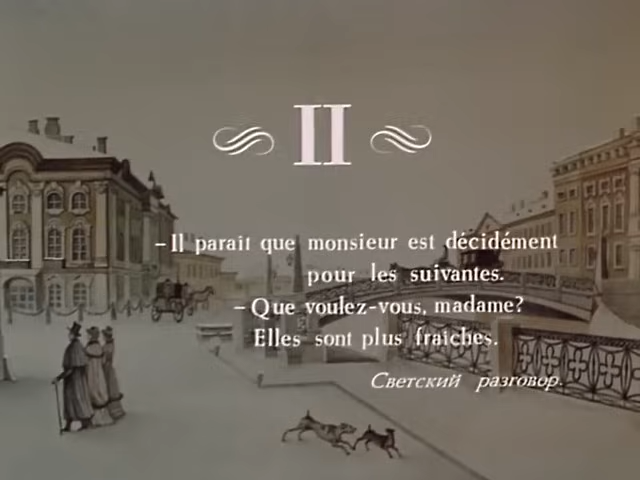 II
– Il paraît que monsieur est décidément
pour les suivantes.
– Que voulez-vous, madame?
Elles sont plus fraiches.
Светский разговор.